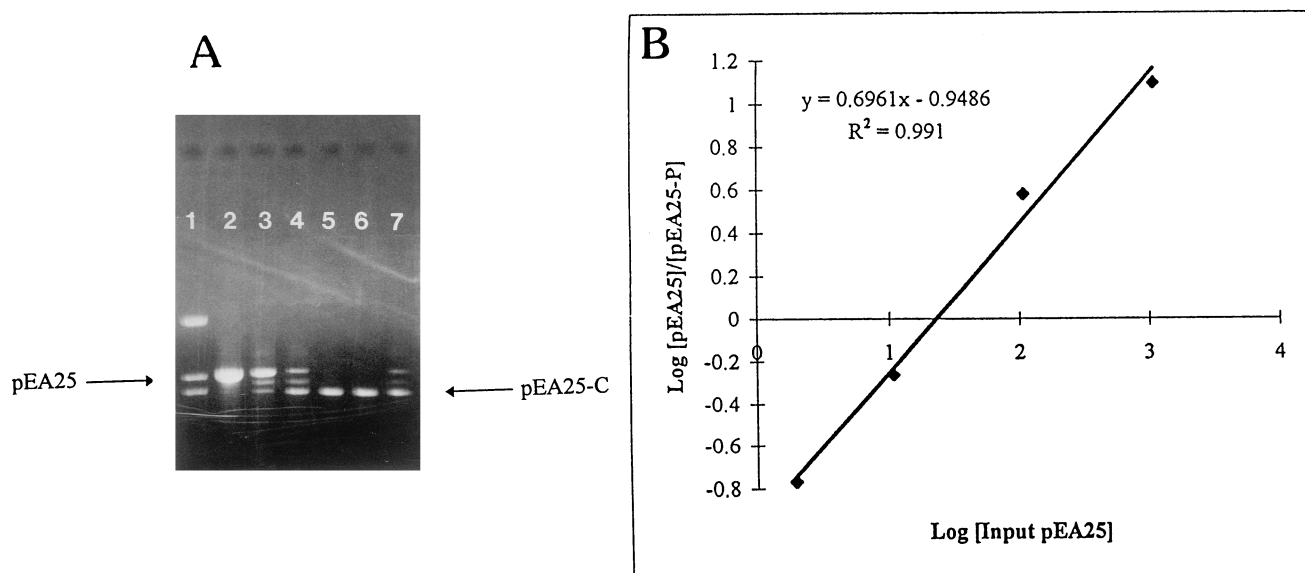 A
1 2 3 4 5 6 7
pEA25
pEA25-C
B
y = 0.6961x - 0.9486
R² = 0.991
1.2
1
0.8
0.6
0.4
0.2
0
-0.2
-0.4
-0.6
-0.8
0 1 2 3 4
Log [pEA25]/[pEA25-P]
Log [Input pEA25]